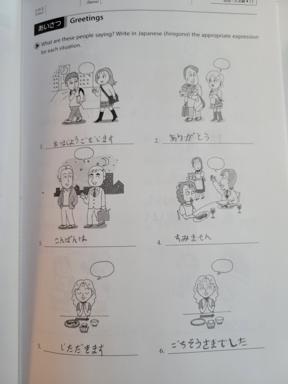 あいさつ Greetings
What are these people saying? Write in Japanese (hiragana) the appropriate expression
for each situation.
1. おはようございます
2. ありがとう
3. こんばんは
4. すみません
5. いただきます
6. ごちそうさまでした